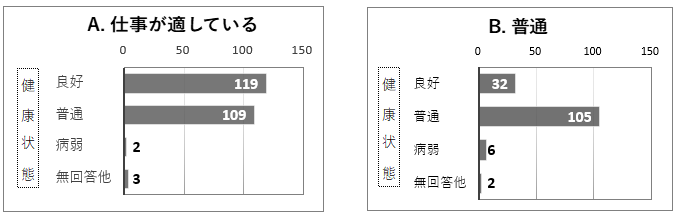 A. 仕事が適している
0 50 100 150
健康状態
良好 119
普通 109
病弱 2
無回答他 3
B. 普通
0 50 100 150
健康状態
良好 32
普通 105
病弱 6
無回答他 2